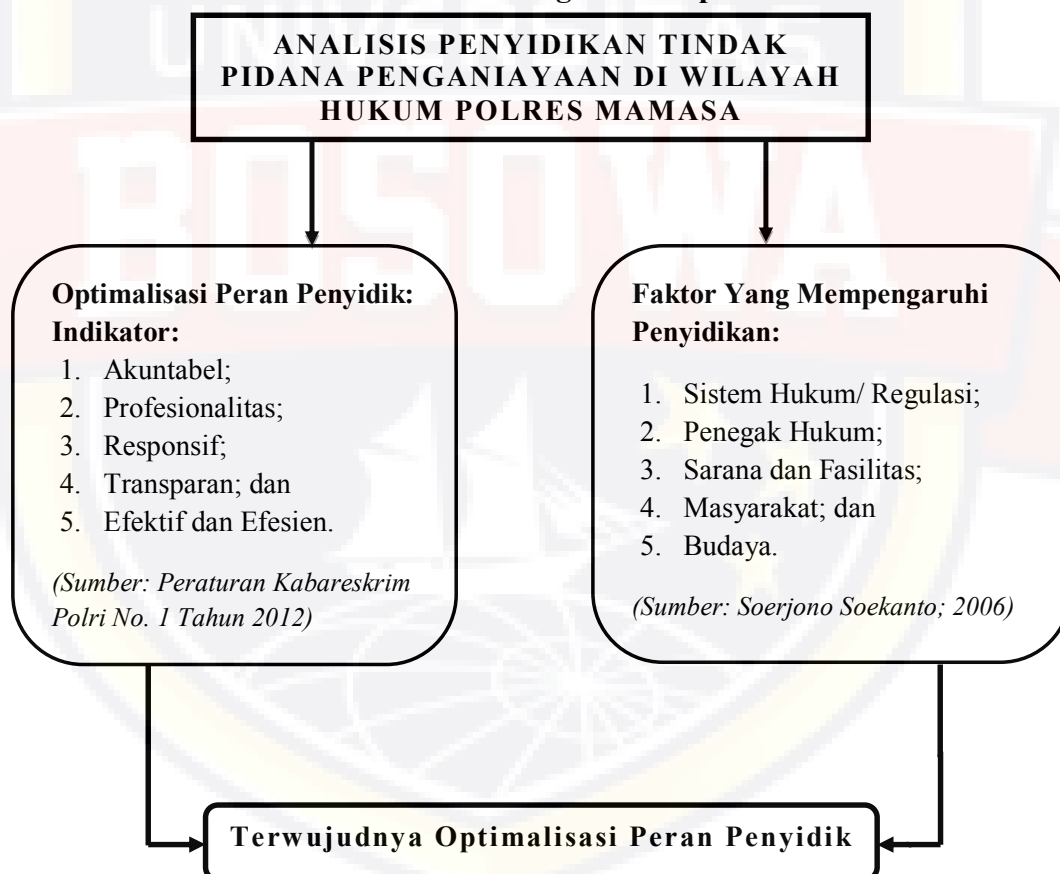 UNIVERSITAS
BOSOWA
ANALISIS PENYIDIKAN TINDAK
PIDANA PENGANIAYAAN DI WILAYAH
HUKUM POLRES MAMASA
Optimalisasi Peran Penyidik:
Indikator:
1. Akuntabel;
2. Profesionalitas;
3. Responsif;
4. Transparan; dan
5. Efektif dan Efesien.
(Sumber: Peraturan Kabareskrim
Polri No. 1 Tahun 2012)
Faktor Yang Mempengaruhi
Penyidikan:
1. Sistem Hukum/ Regulasi;
2. Penegak Hukum;
3. Sarana dan Fasilitas;
4. Masyarakat; dan
5. Budaya.
(Sumber: Soerjono Soekanto; 2006)
Terwujudnya Optimalisasi Peran Penyidik